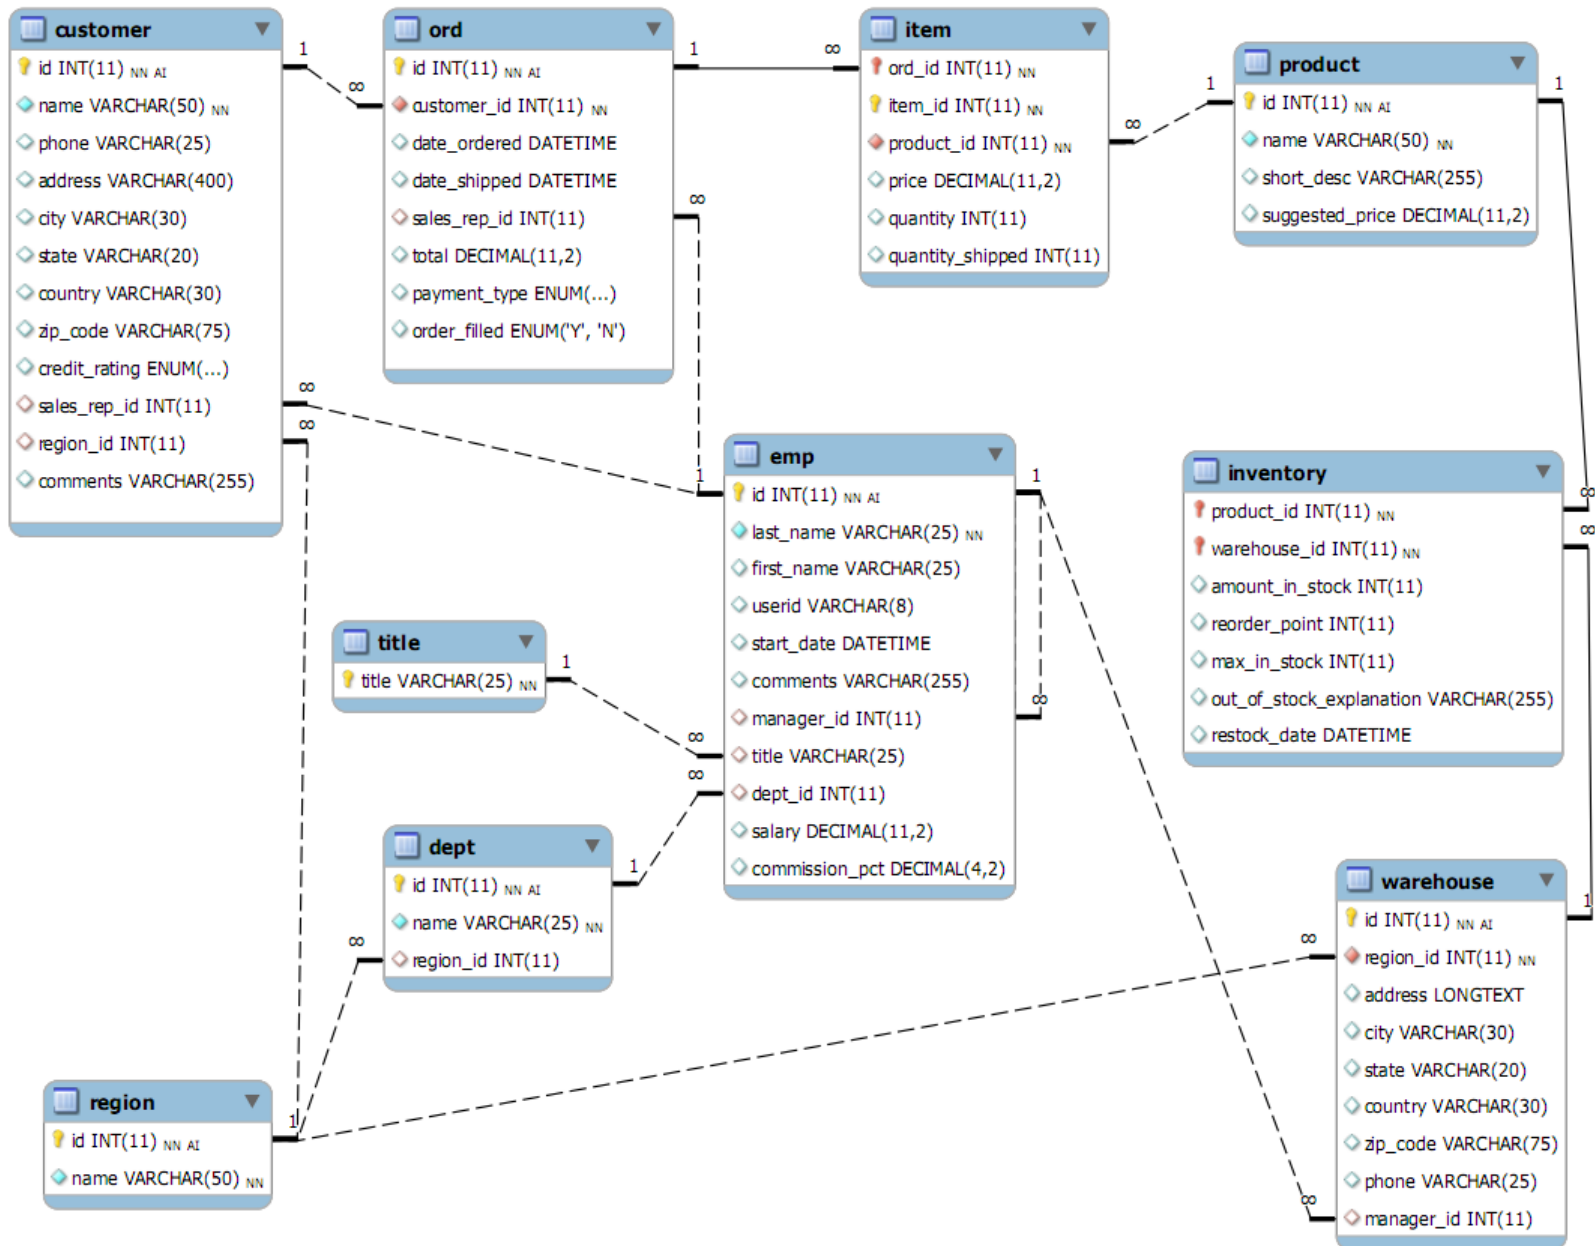 customer
id INT(11) NN AI
name VARCHAR(50) NN
phone VARCHAR(25)
address VARCHAR(400)
city VARCHAR(30)
state VARCHAR(20)
country VARCHAR(30)
zip_code VARCHAR(75)
credit_rating ENUM(...)
sales_rep_id INT(11)
region_id INT(11)
comments VARCHAR(255)
1
∞
∞
∞
ord
id INT(11) NN AI
customer_id INT(11) NN
date_ordered DATETIME
date_shipped DATETIME
sales_rep_id INT(11)
total DECIMAL(11,2)
payment_type ENUM(...)
order_filled ENUM('Y', 'N')
1
∞
∞
item
ord_id INT(11) NN
item_id INT(11) NN
product_id INT(11) NN
price DECIMAL(11,2)
quantity INT(11)
quantity_shipped INT(11)
∞
1
product
id INT(11) NN AI
name VARCHAR(50) NN
short_desc VARCHAR(255)
suggested_price DECIMAL(11,2)
1
1
emp
id INT(11) NN AI
last_name VARCHAR(25) NN
first_name VARCHAR(25)
userid VARCHAR(8)
start_date DATETIME
comments VARCHAR(255)
manager_id INT(11)
title VARCHAR(25)
dept_id INT(11)
salary DECIMAL(11,2)
commission_pct DECIMAL(4,2)
1
∞
∞
∞
inventory
product_id INT(11) NN
warehouse_id INT(11) NN
amount_in_stock INT(11)
reorder_point INT(11)
max_in_stock INT(11)
out_of_stock_explanation VARCHAR(255)
restock_date DATETIME
∞
∞
title
title VARCHAR(25) NN
1
dept
id INT(11) NN AI
name VARCHAR(25) NN
region_id INT(11)
1
∞
warehouse
id INT(11) NN AI
region_id INT(11) NN
address LONGTEXT
city VARCHAR(30)
state VARCHAR(20)
country VARCHAR(30)
zip_code VARCHAR(75)
phone VARCHAR(25)
manager_id INT(11)
1
∞
∞
region
id INT(11) NN AI
name VARCHAR(50) NN
1